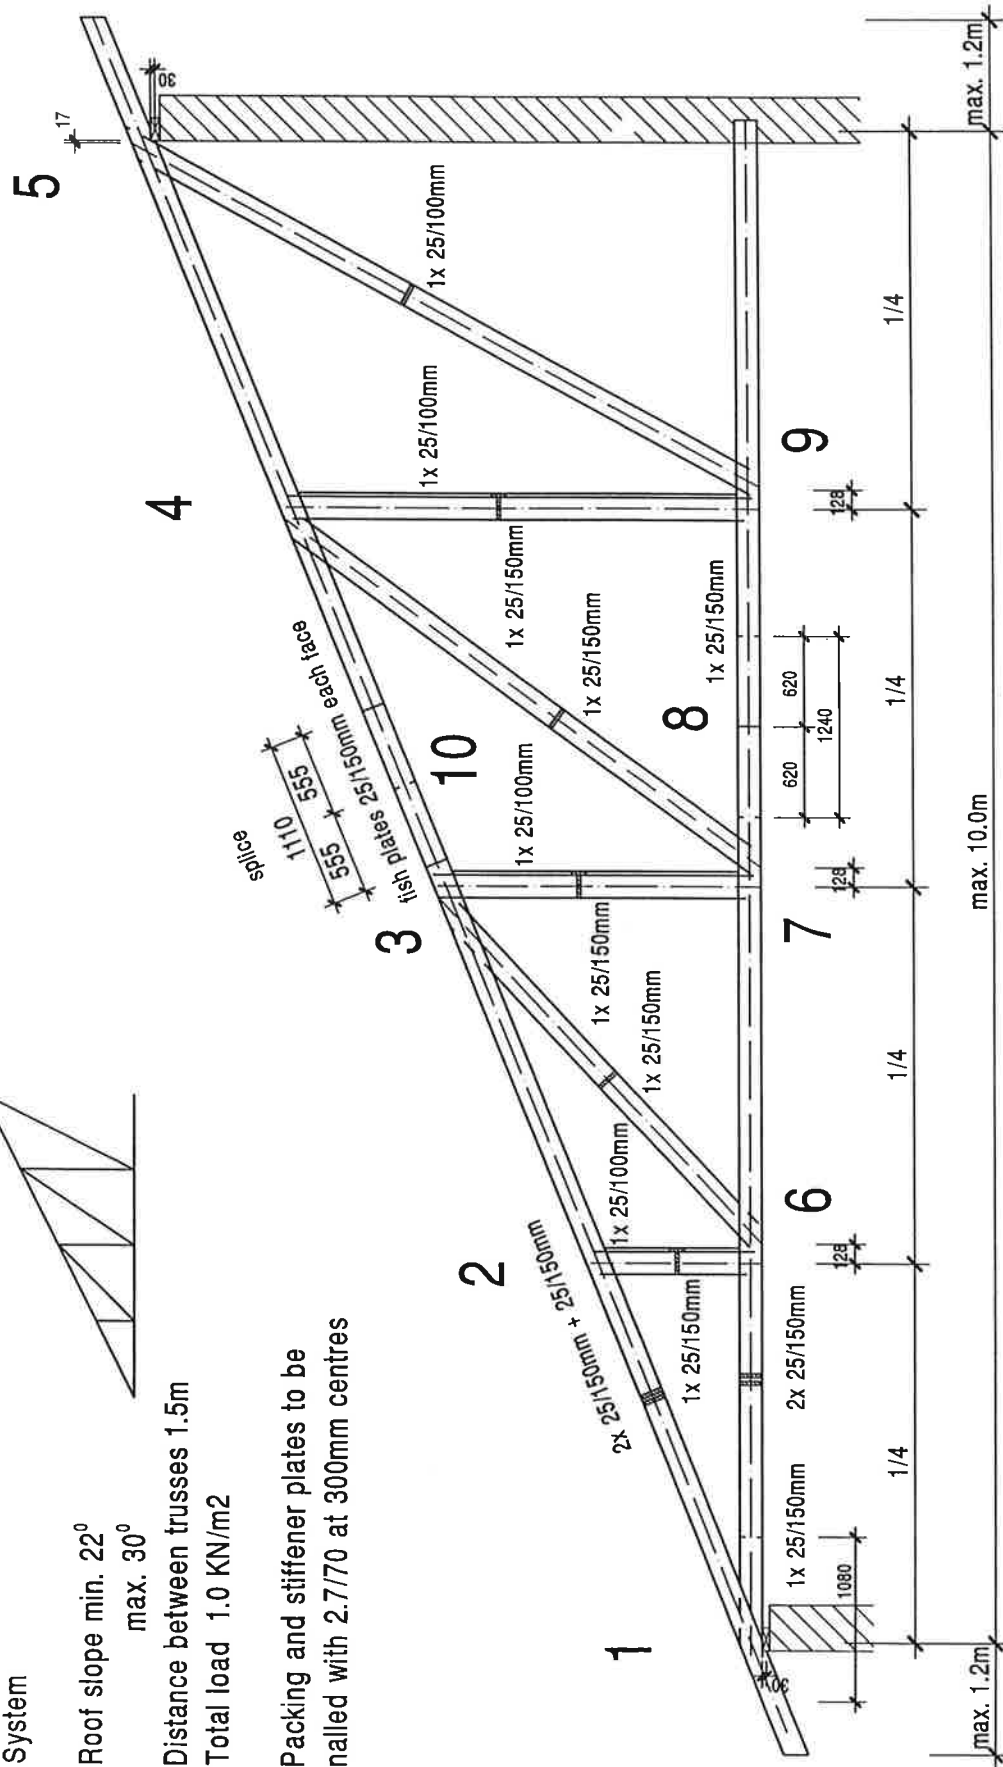 System
Roof slope min. 22⁰
max. 30⁰
Distance between trusses 1.5m
Total load 1.0 KN/m2
Packing and stiffener plates to be
nalled with 2.7/70 at 300mm centres
1
2
3
4
5
6
7
8
9
10
splice
1110
555
555
fish plates 25/150mm each face
2x 25/150mm + 25/150mm
17
30
1x 25/100mm
1x 25/100mm
1x 25/150mm
1x 25/150mm
1x 25/100mm
1x 25/150mm
1x 25/150mm
1x 25/100mm
1x 25/150mm
1x 25/150mm
2x 25/150mm
1x 25/150mm
30
1080
128
128
128
620
620
1240
1/4
1/4
1/4
1/4
max. 1.2m
max. 10.0m
max. 1.2m